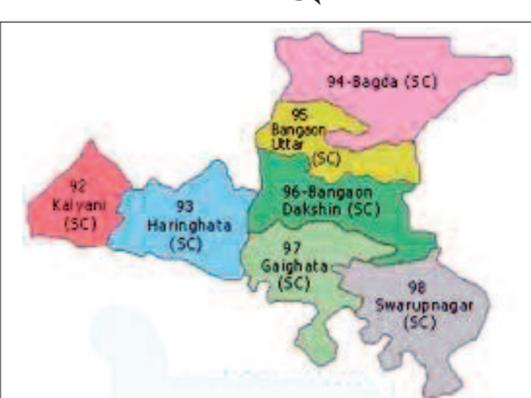 94-Bagda (SC)
95
Bangaon
Uttar
(SC)
92
Kalyani
(SC)
93
Haringhata
(SC)
96-Bangaon
Dakshin (SC)
97
Gaighata
(SC)
98
Swarupnagar
(SC)